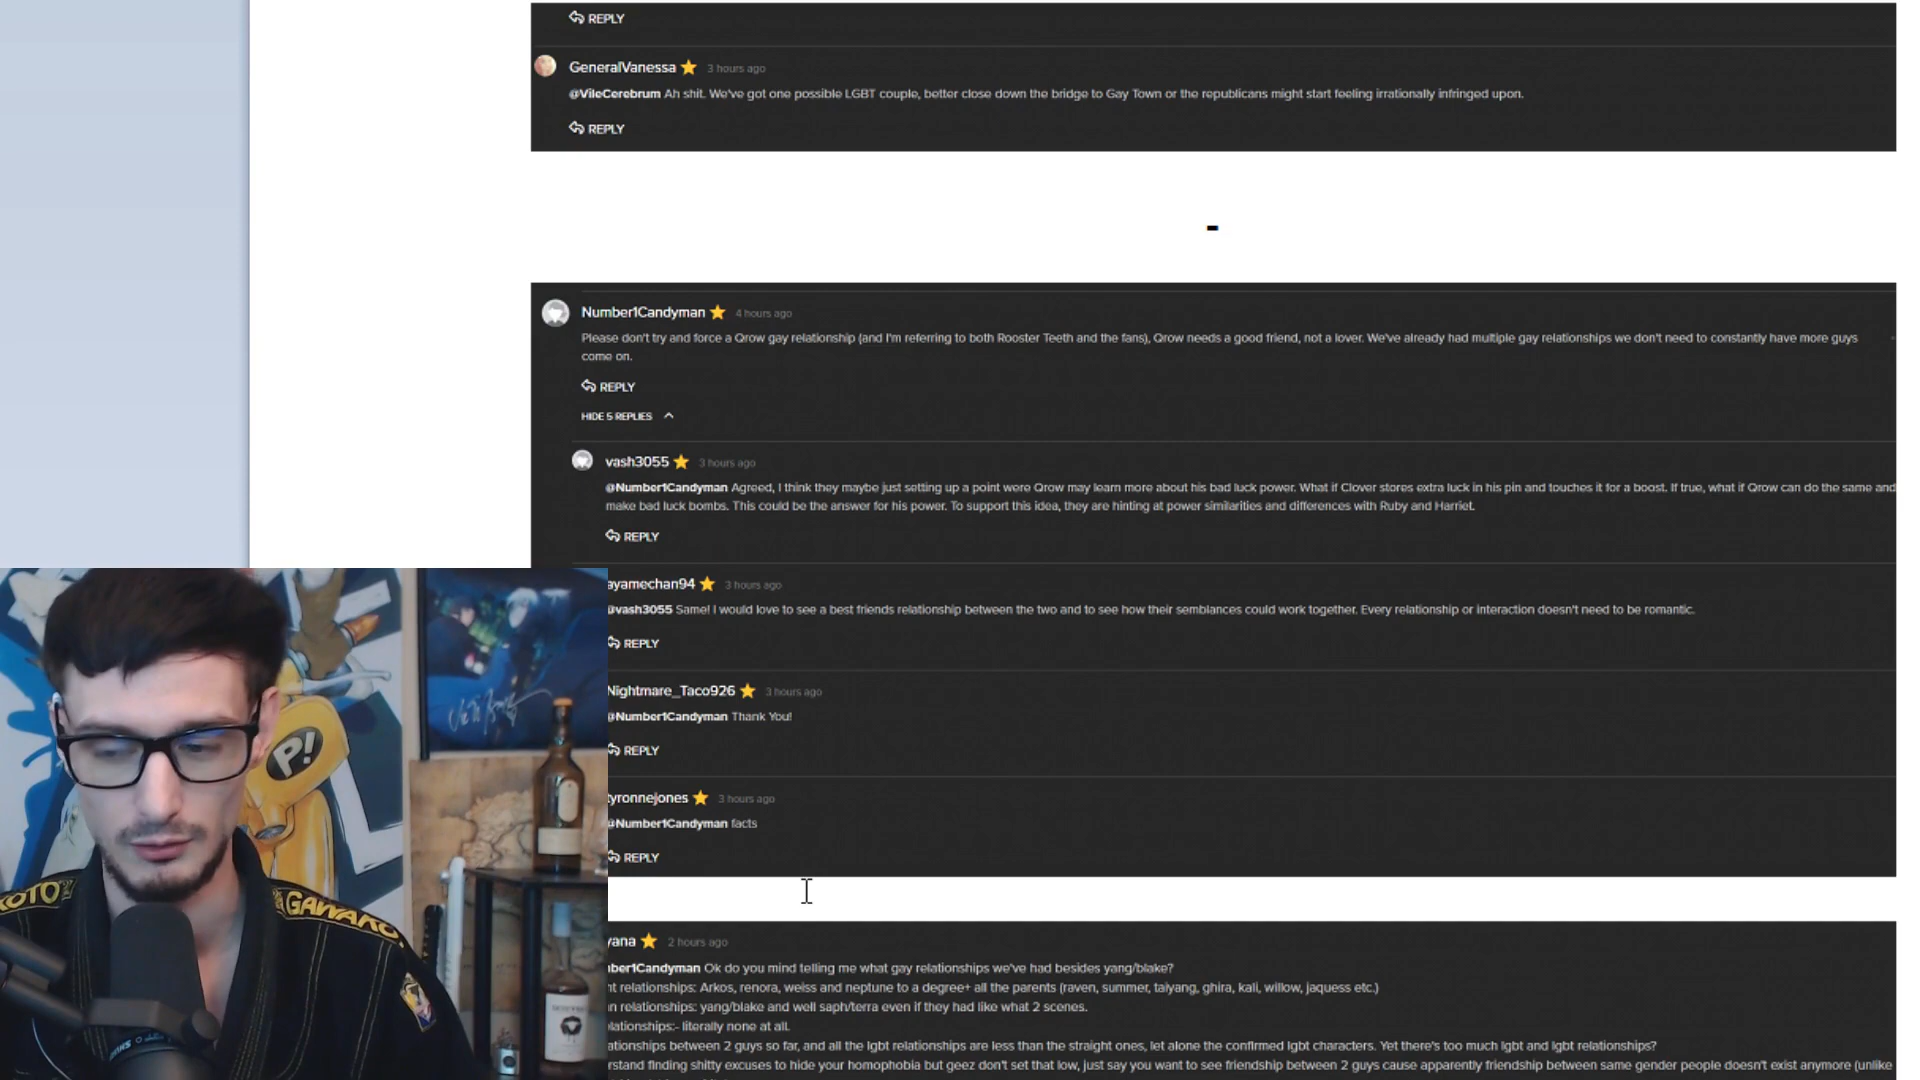 REPLY
GeneralVanessa 3 hours ago
@VileCerebrum Ah shit. We've got one possible LGBT couple, better close down the bridge to Gay Town or the republicans might start feeling irrationally infringed upon.
REPLY
-
Number1Candyman 4 hours ago
Please don't try and force a Qrow gay relationship (and I'm referring to both Rooster Teeth and the fans), Qrow needs a good friend, not a lover. We've already had multiple gay relationships we don't need to constantly have more guys
come on.
REPLY
HIDE 5 REPLIES
vash3055 3 hours ago
@Number1Candyman Agreed, I think they maybe just setting up a point were Qrow may learn more about his bad luck power. What if Clover stores extra luck in his pin and touches it for a boost. If true, what if Qrow can do the same and
make bad luck bombs. This could be the answer for his power. To support this idea, they are hinting at power similarities and differences with Ruby and Harriet.
REPLY
ayamechan94 3 hours ago
@vash3055 Same! I would love to see a best friends relationship between the two and to see how their semblances could work together. Every relationship or interaction doesn't need to be romantic.
REPLY
Nightmare_Taco926 3 hours ago
@Number1Candyman Thank You!
REPLY
tyronnejones 3 hours ago
@Number1Candyman facts
REPLY
yana 2 hours ago
ber1Candyman Ok do you mind telling me what gay relationships we've had besides yang/blake?
relationships: Arkos, renora, weiss and neptune to a degree+ all the parents (raven, summer, taiyang, ghira, kali, willow, jaquess etc.)
relationships: yang/blake and well saph/terra even if they had like what 2 scenes.
lationships:- literally none at all.
ationships between 2 guys so far, and all the lgbt relationships are less than the straight ones, let alone the confirmed lgbt characters. Yet there's too much lgbt and lgbt relationships?
rstand finding shitty excuses to hide your homophobia but geez don't set that low, just say you want to see friendship between 2 guys cause apparently friendship between same gender people doesn't exist anymore (unlike
P!
KOTO
GAWAKO